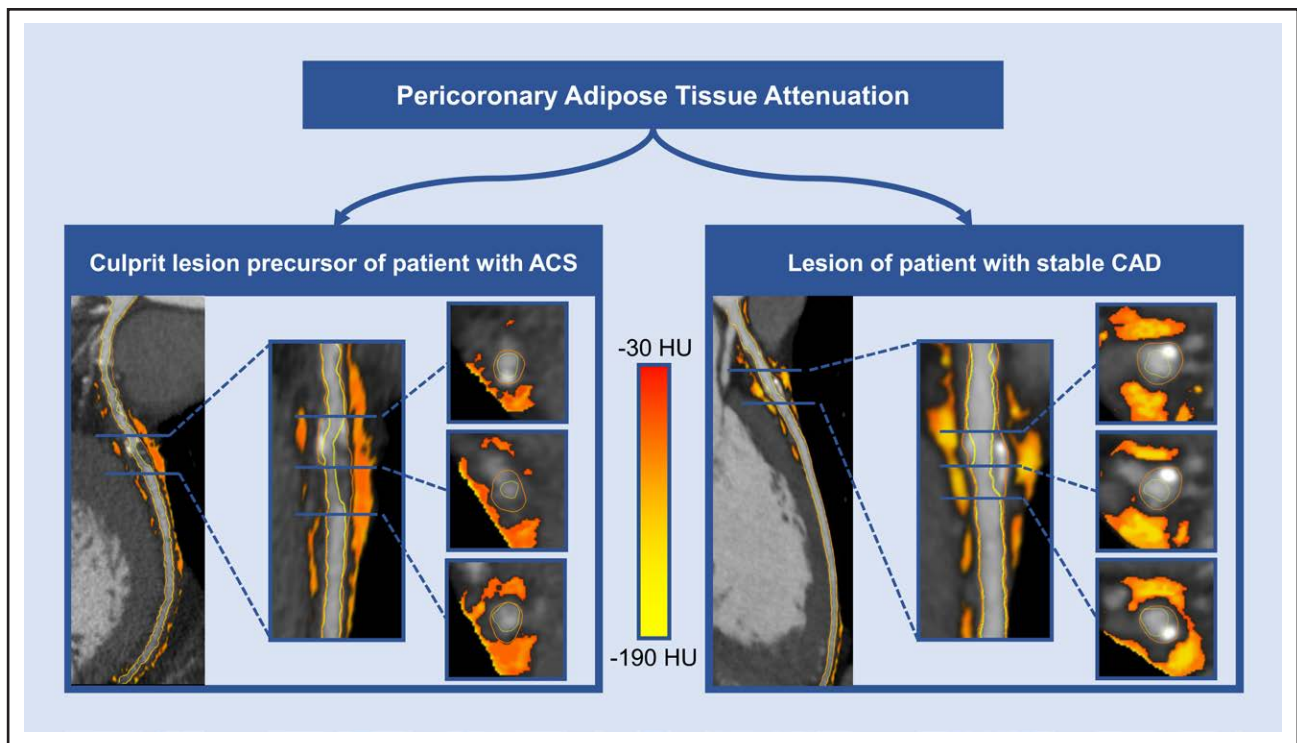 Pericoronary Adipose Tissue Attenuation
Culprit lesion precursor of patient with ACS
Lesion of patient with stable CAD
-30 HU
-190 HU